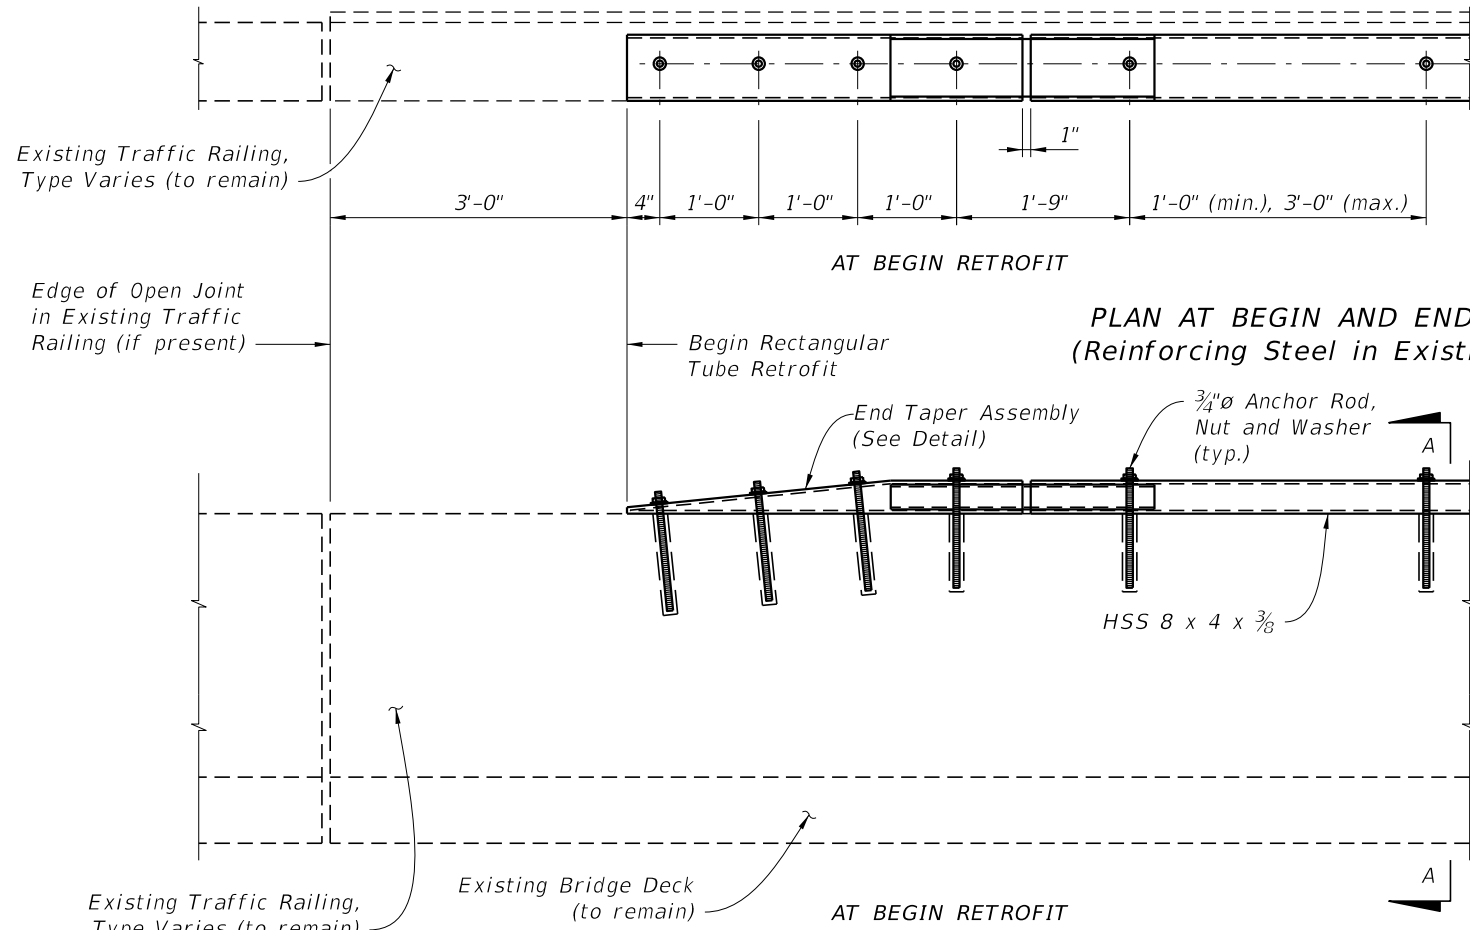 Existing Traffic Railing,
Type Varies (to remain)
1"
3'-0"
4"
1'-0"
1'-0"
1'-0"
1'-9"
1'-0" (min.), 3'-0" (max.)
AT BEGIN RETROFIT
Edge of Open Joint
in Existing Traffic
Railing (if present)
Begin Rectangular
Tube Retrofit
PLAN AT BEGIN AND END
(Reinforcing Steel in
End Taper Assembly
(See Detail)
¾"ø Anchor Rod,
Nut and Washer
(typ.)
A
HSS 8 x 4 x ⅜
Existing Traffic Railing,
Type Varies (to remain)
Existing Bridge Deck
(to remain)
AT BEGIN RETROFIT
A